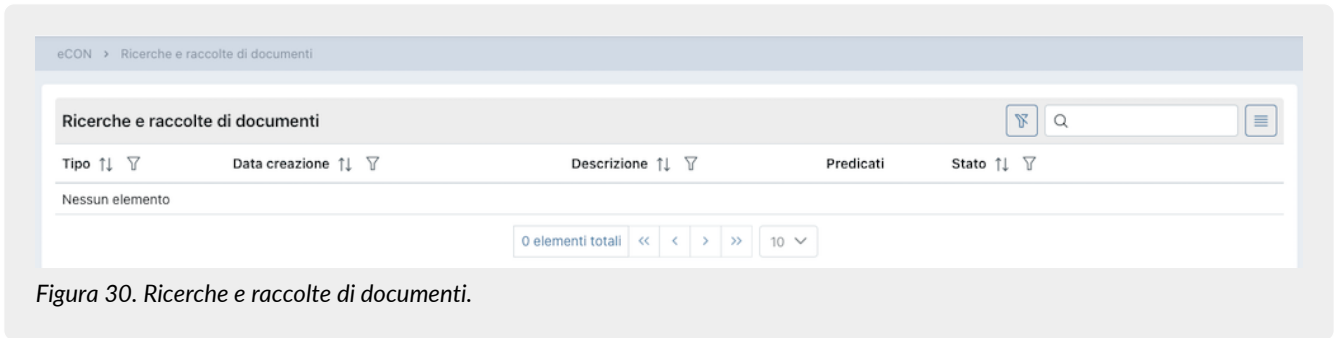 eCON > Ricerche e raccolte di documenti
Ricerche e raccolte di documenti
Tipo Data creazione Descrizione Predicati Stato
Nessun elemento
0 elementi totali << < > >> 10
Figura 30. Ricerche e raccolte di documenti.